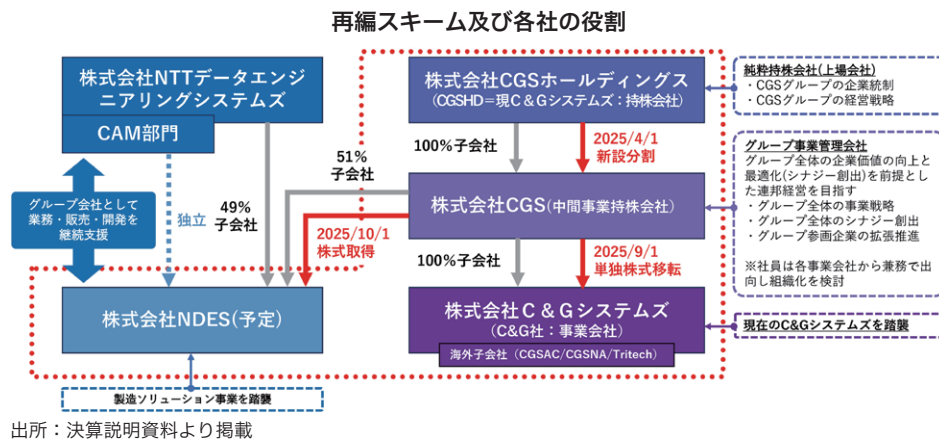 再編スキーム及び各社の役割
株式会社NTTデータエンジ
ニアリングシステムズ
CAM部門
グループ会社として
業務・販売・開発を
継続支援
独立
49%
子会社
51%
子会社
2025/10/1
株式取得
株式会社NDES(予定)
製造ソリューション事業を踏襲
株式会社CGSホールディングス
(CGSHD=現C&Gシステムズ:持株会社)
100%子会社
2025/4/1
新設分割
株式会社CGS(中間事業持株会社)
100%子会社
2025/9/1
単独株式移転
株式会社C&Gシステムズ
(C&G社:事業会社)
海外子会社(CGSAC/CGSNA/Tritech)
純粋持株会社(上場会社)
・CGSグループの企業統制
・CGSグループの経営戦略
グループ事業管理会社
グループ全体の企業価値の向上と
最適化(シナジー創出)を前提とし
た連邦経営を目指す
・グループ全体の事業戦略
・グループ全体のシナジー創出
・グループ参画企業の拡張推進
※社員は各事業会社から兼務で出
向し組織化を検討
現在のC&Gシステムズを踏襲
出所:決算説明資料より掲載